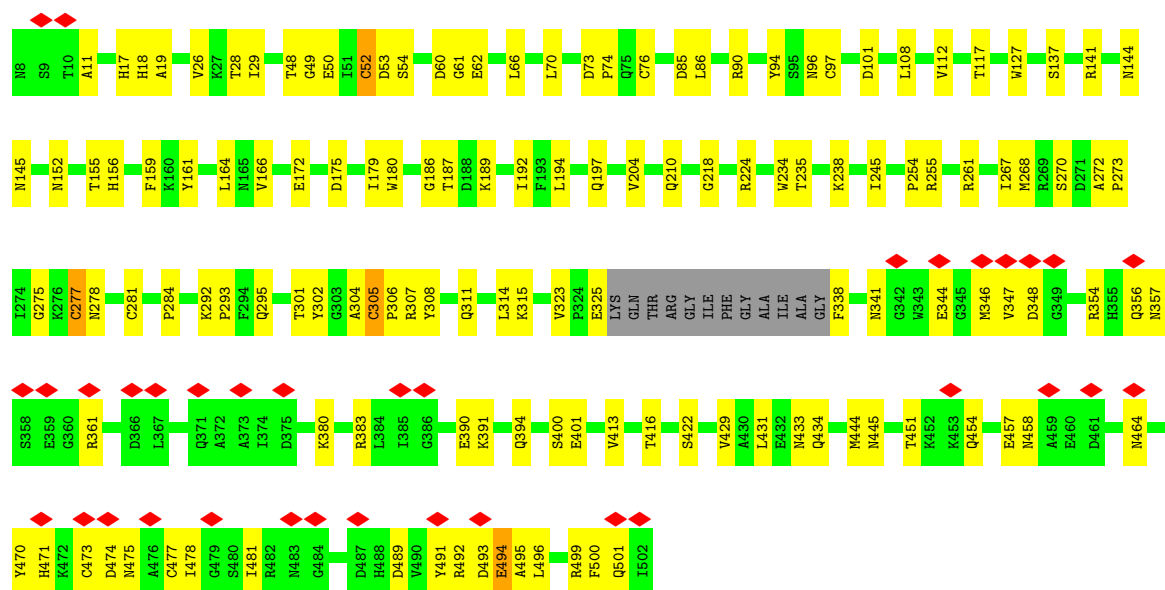 N8 S9 T10 A11 H17 H18 A19 V26 K27 T28 I29 T48 G49 E50 I51 C52 D53 S54 D60 G61 E62 L66 L70 D73 P74 Q75 C76 D85 L86 R90 Y94 S95 N96 C97 D101 L108 V112 T117 W127 S137 R141 N144
N145 N152 T155 H156 F159 K160 Y161 L164 N165 V166 E172 D175 I179 W180 G186 T187 D188 K189 I192 F193 L194 Q197 V204 Q210 G218 R224 W234 T235 K238 I245 P254 R255 R261 I267 M268 R269 S270 D271 A272 P273
I274 G275 K276 C277 N278 C281 P284 K292 P293 F294 Q295 T301 Y302 G303 A304 C305 P306 R307 Y308 Q311 L314 K315 V323 P324 E325 LYS GLN THR ARG GLY ILE PHE GLY ALA ILE ALA GLY F338 N341 G342 W343 E344 G345 M346 V347 D348 G349 R354 H355 Q356 N357
S358 E359 G360 R361 D366 L367 Q371 A372 A373 I374 D375 K380 R383 L384 I385 G386 E390 K391 Q394 S400 E401 V413 T416 S422 V429 A430 L431 E432 N433 Q434 M444 N445 T451 K452 K453 Q454 E457 N458 A459 E460 D461 N464
Y470 H471 K472 C473 D474 N475 A476 C477 I478 G479 S480 I481 R482 N483 G484 D487 H488 D489 V490 Y491 R492 D493 E494 A495 L496 R499 F500 Q501 I502